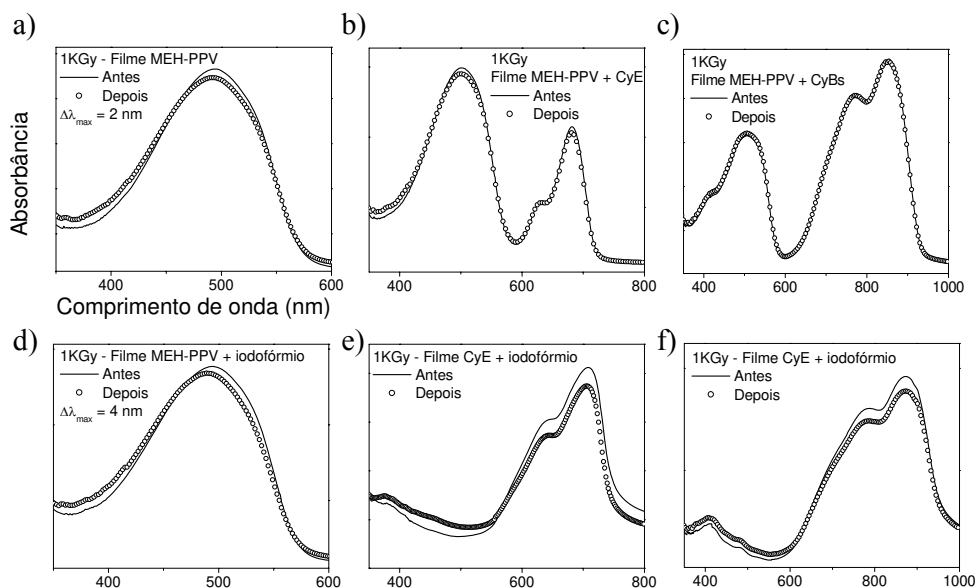 a)
1KGy - Filme MEH-PPV
Antes
Depois
Δλmax = 2 nm
400
500
600
b)
1KGy
Filme MEH-PPV + CyE
Antes
Depois
400
600
800
c)
1KGy
Filme MEH-PPV + CyBs
Antes
Depois
400
600
800
1000
Absorbância
Comprimento de onda (nm)
d)
1KGy - Filme MEH-PPV + iodofórmio
Antes
Depois
Δλmax = 4 nm
400
500
600
e)
1KGy - Filme CyE + iodofórmio
Antes
Depois
400
600
800
f)
1KGy - Filme CyE + iodofórmio
Antes
Depois
400
600
800
1000